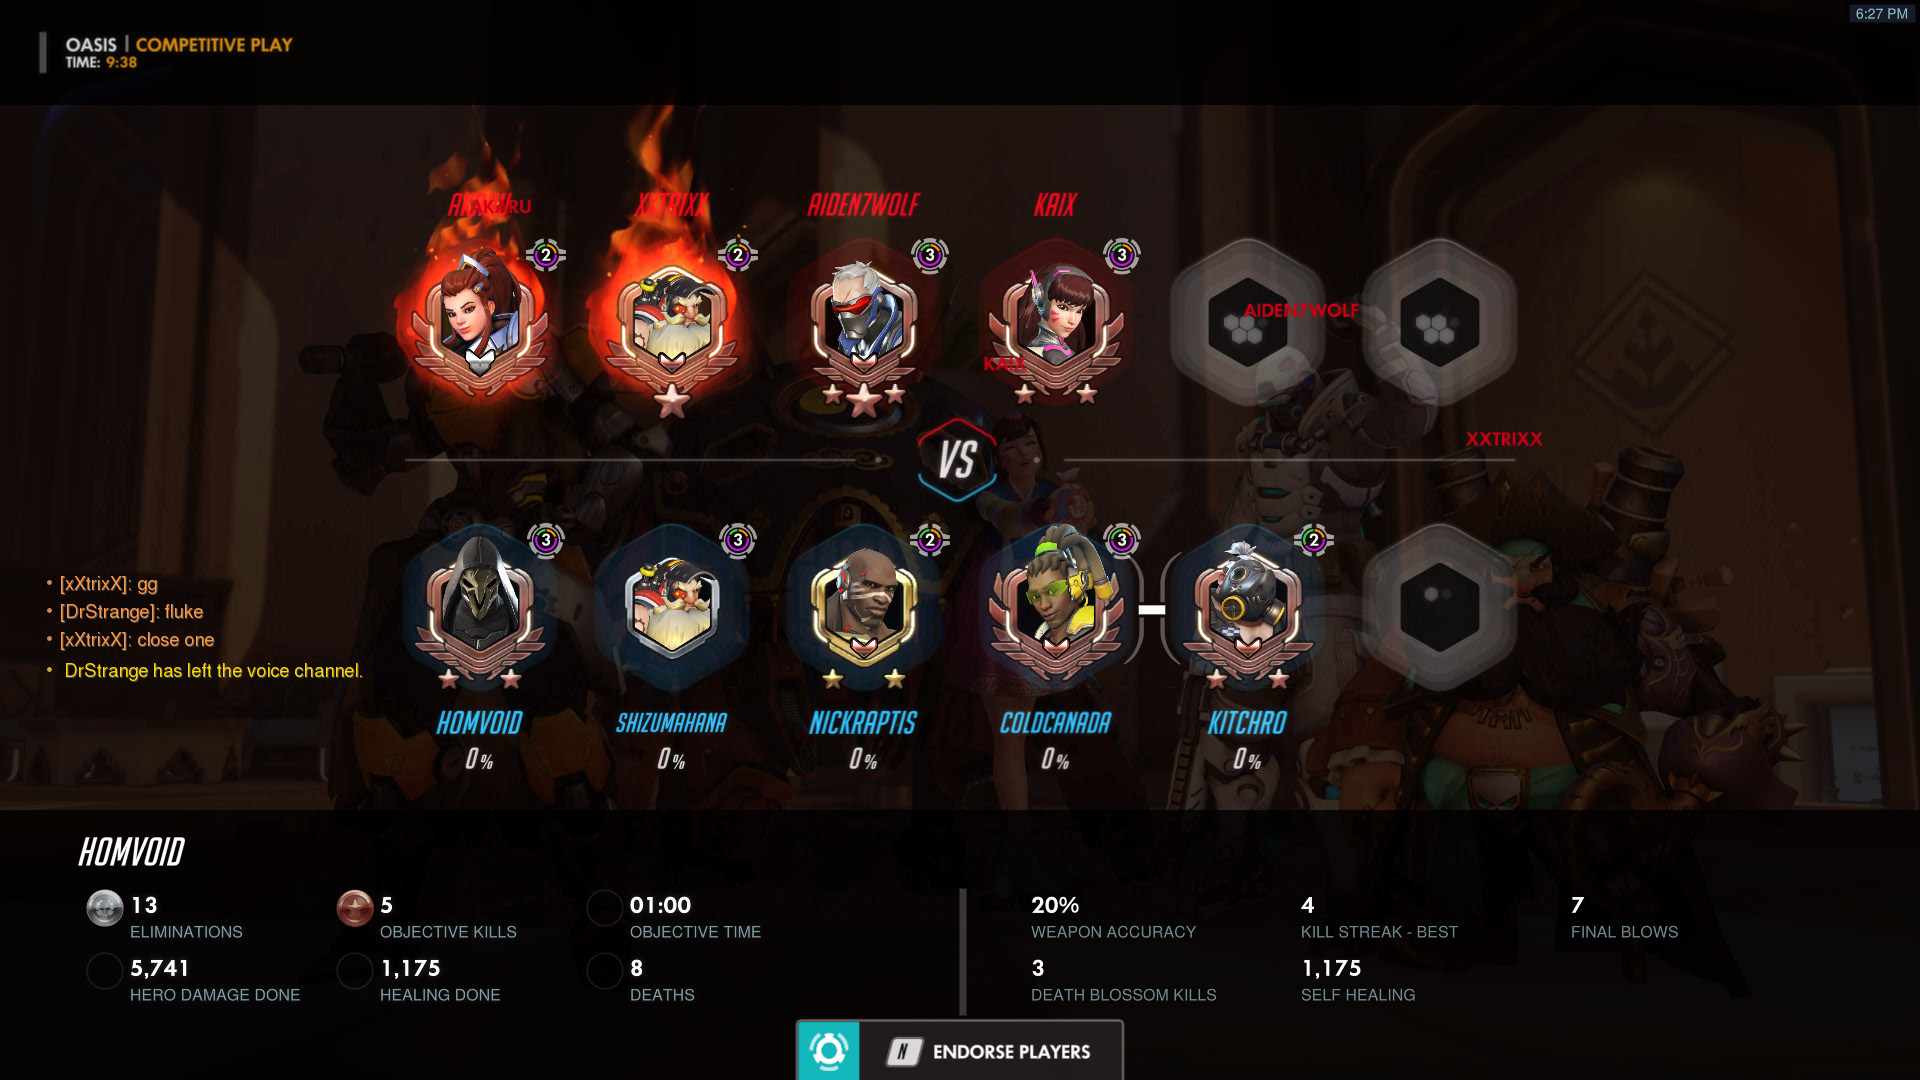 6:27 PM
OASIS | COMPETITIVE PLAY
TIME: 9:38
AKARU
XXTRIXX
AIDEN7WOLF
KAIX
2
2
3
3
AIDEN7WOLF
KAIX
XXTRIXX
VS
3
3
2
3
2
[xXtrixX]: gg
[DrStrange]: fluke
[xXtrixX]: close one
DrStrange has left the voice channel.
HOMVOID
SHIZUMAHANA
NICKRAPTIS
COLDCANADA
KITCHRO
0%
0%
0%
0%
0%
HOMVOID
13
ELIMINATIONS
5
OBJECTIVE KILLS
01:00
OBJECTIVE TIME
20%
WEAPON ACCURACY
4
KILL STREAK - BEST
7
FINAL BLOWS
5,741
HERO DAMAGE DONE
1,175
HEALING DONE
8
DEATHS
3
DEATH BLOSSOM KILLS
1,175
SELF HEALING
N
ENDORSE PLAYERS